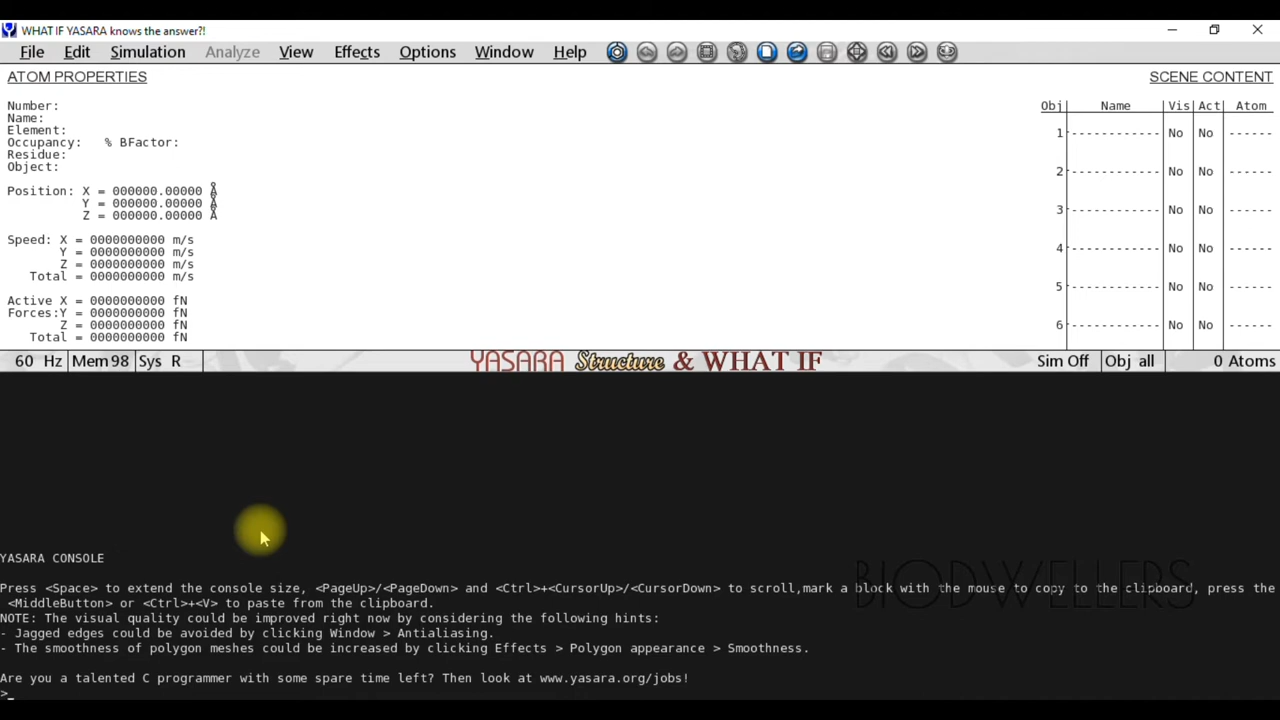 WHAT IF YASARA knows the answer?!
File Edit Simulation Analyze View Effects Options Window Help
ATOM PROPERTIES
Number:
Name:
Element:
Occupancy: % BFactor:
Residue:
Object:
Position: X = 000000.00000 Å
Y = 000000.00000 Å
Z = 000000.00000 Å
Speed: X = 0000000000 m/s
Y = 0000000000 m/s
Z = 0000000000 m/s
Total = 0000000000 m/s
Active X = 0000000000 fN
Forces:Y = 0000000000 fN
Z = 0000000000 fN
Total = 0000000000 fN
SCENE CONTENT
Obj Name Vis Act Atom
1 ------------ No No ------
2 ------------ No No ------
3 ------------ No No ------
4 ------------ No No ------
5 ------------ No No ------
6 ------------ No No ------
60 Hz Mem 98 Sys R YASARA Structure & WHAT IF Sim Off Obj all 0 Atoms
YASARA CONSOLE
Press <Space> to extend the console size, <PageUp>/<PageDown> and <Ctrl>+<CursorUp>/<CursorDown> to scroll,mark a block with the mouse to copy to the clipboard, press the
<MiddleButton> or <Ctrl>+<V> to paste from the clipboard.
NOTE: The visual quality could be improved right now by considering the following hints:
- Jagged edges could be avoided by clicking Window > Antialiasing.
- The smoothness of polygon meshes could be increased by clicking Effects > Polygon appearance > Smoothness.
Are you a talented C programmer with some spare time left? Then look at www.yasara.org/jobs!
>_
BIODWELLERS